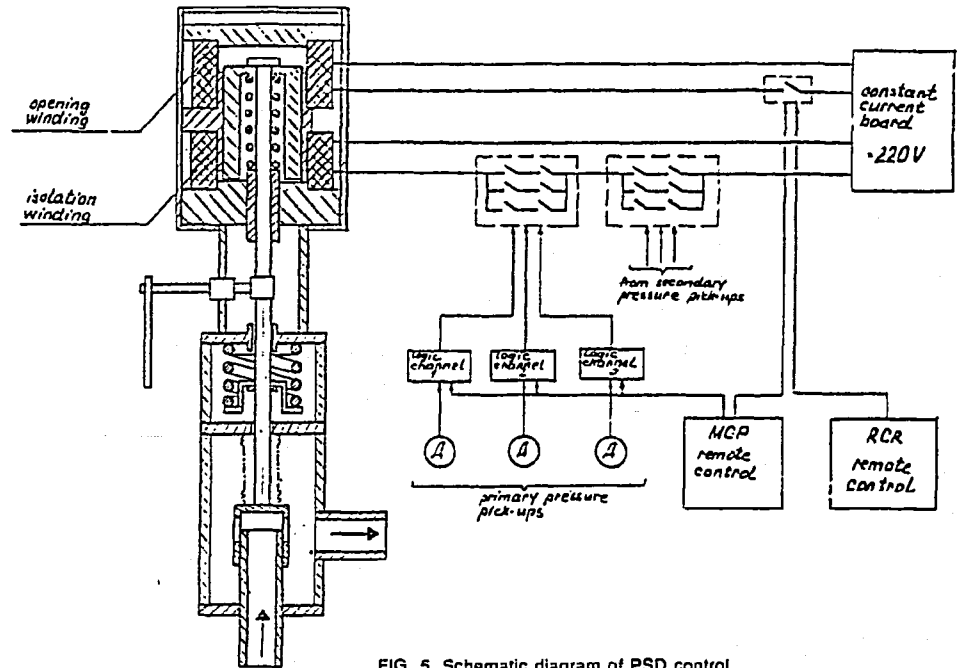 opening
winding
isolation
winding
constant
current
board
-220V
from secondary
pressure pick-ups
Logic
channel
1
Logic
channel
2
Logic
channel
3
Д
Д
Д
primary pressure
pick-ups
MCP
remote
control
RCR
remote
control
FIG. 5. Schematic diagram of PSD control